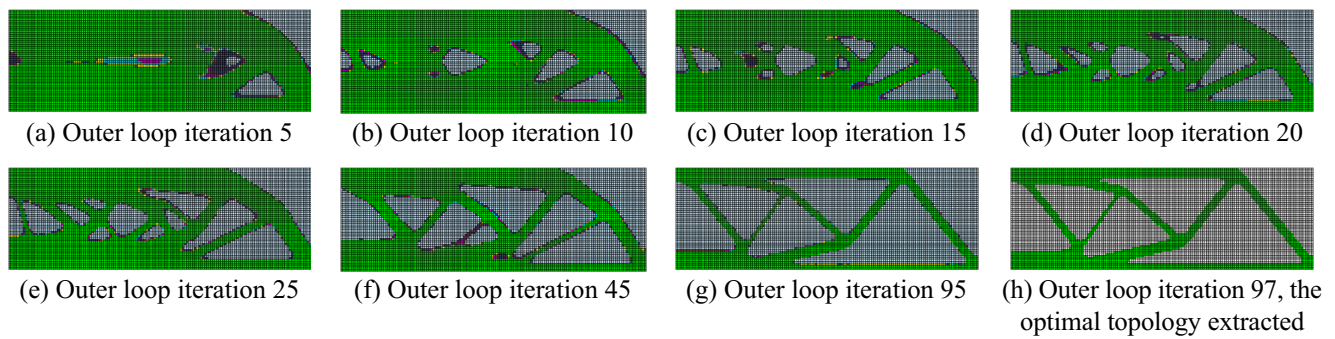 (a) Outer loop iteration 5
(b) Outer loop iteration 10
(c) Outer loop iteration 15
(d) Outer loop iteration 20
(e) Outer loop iteration 25
(f) Outer loop iteration 45
(g) Outer loop iteration 95
(h) Outer loop iteration 97, the
optimal topology extracted